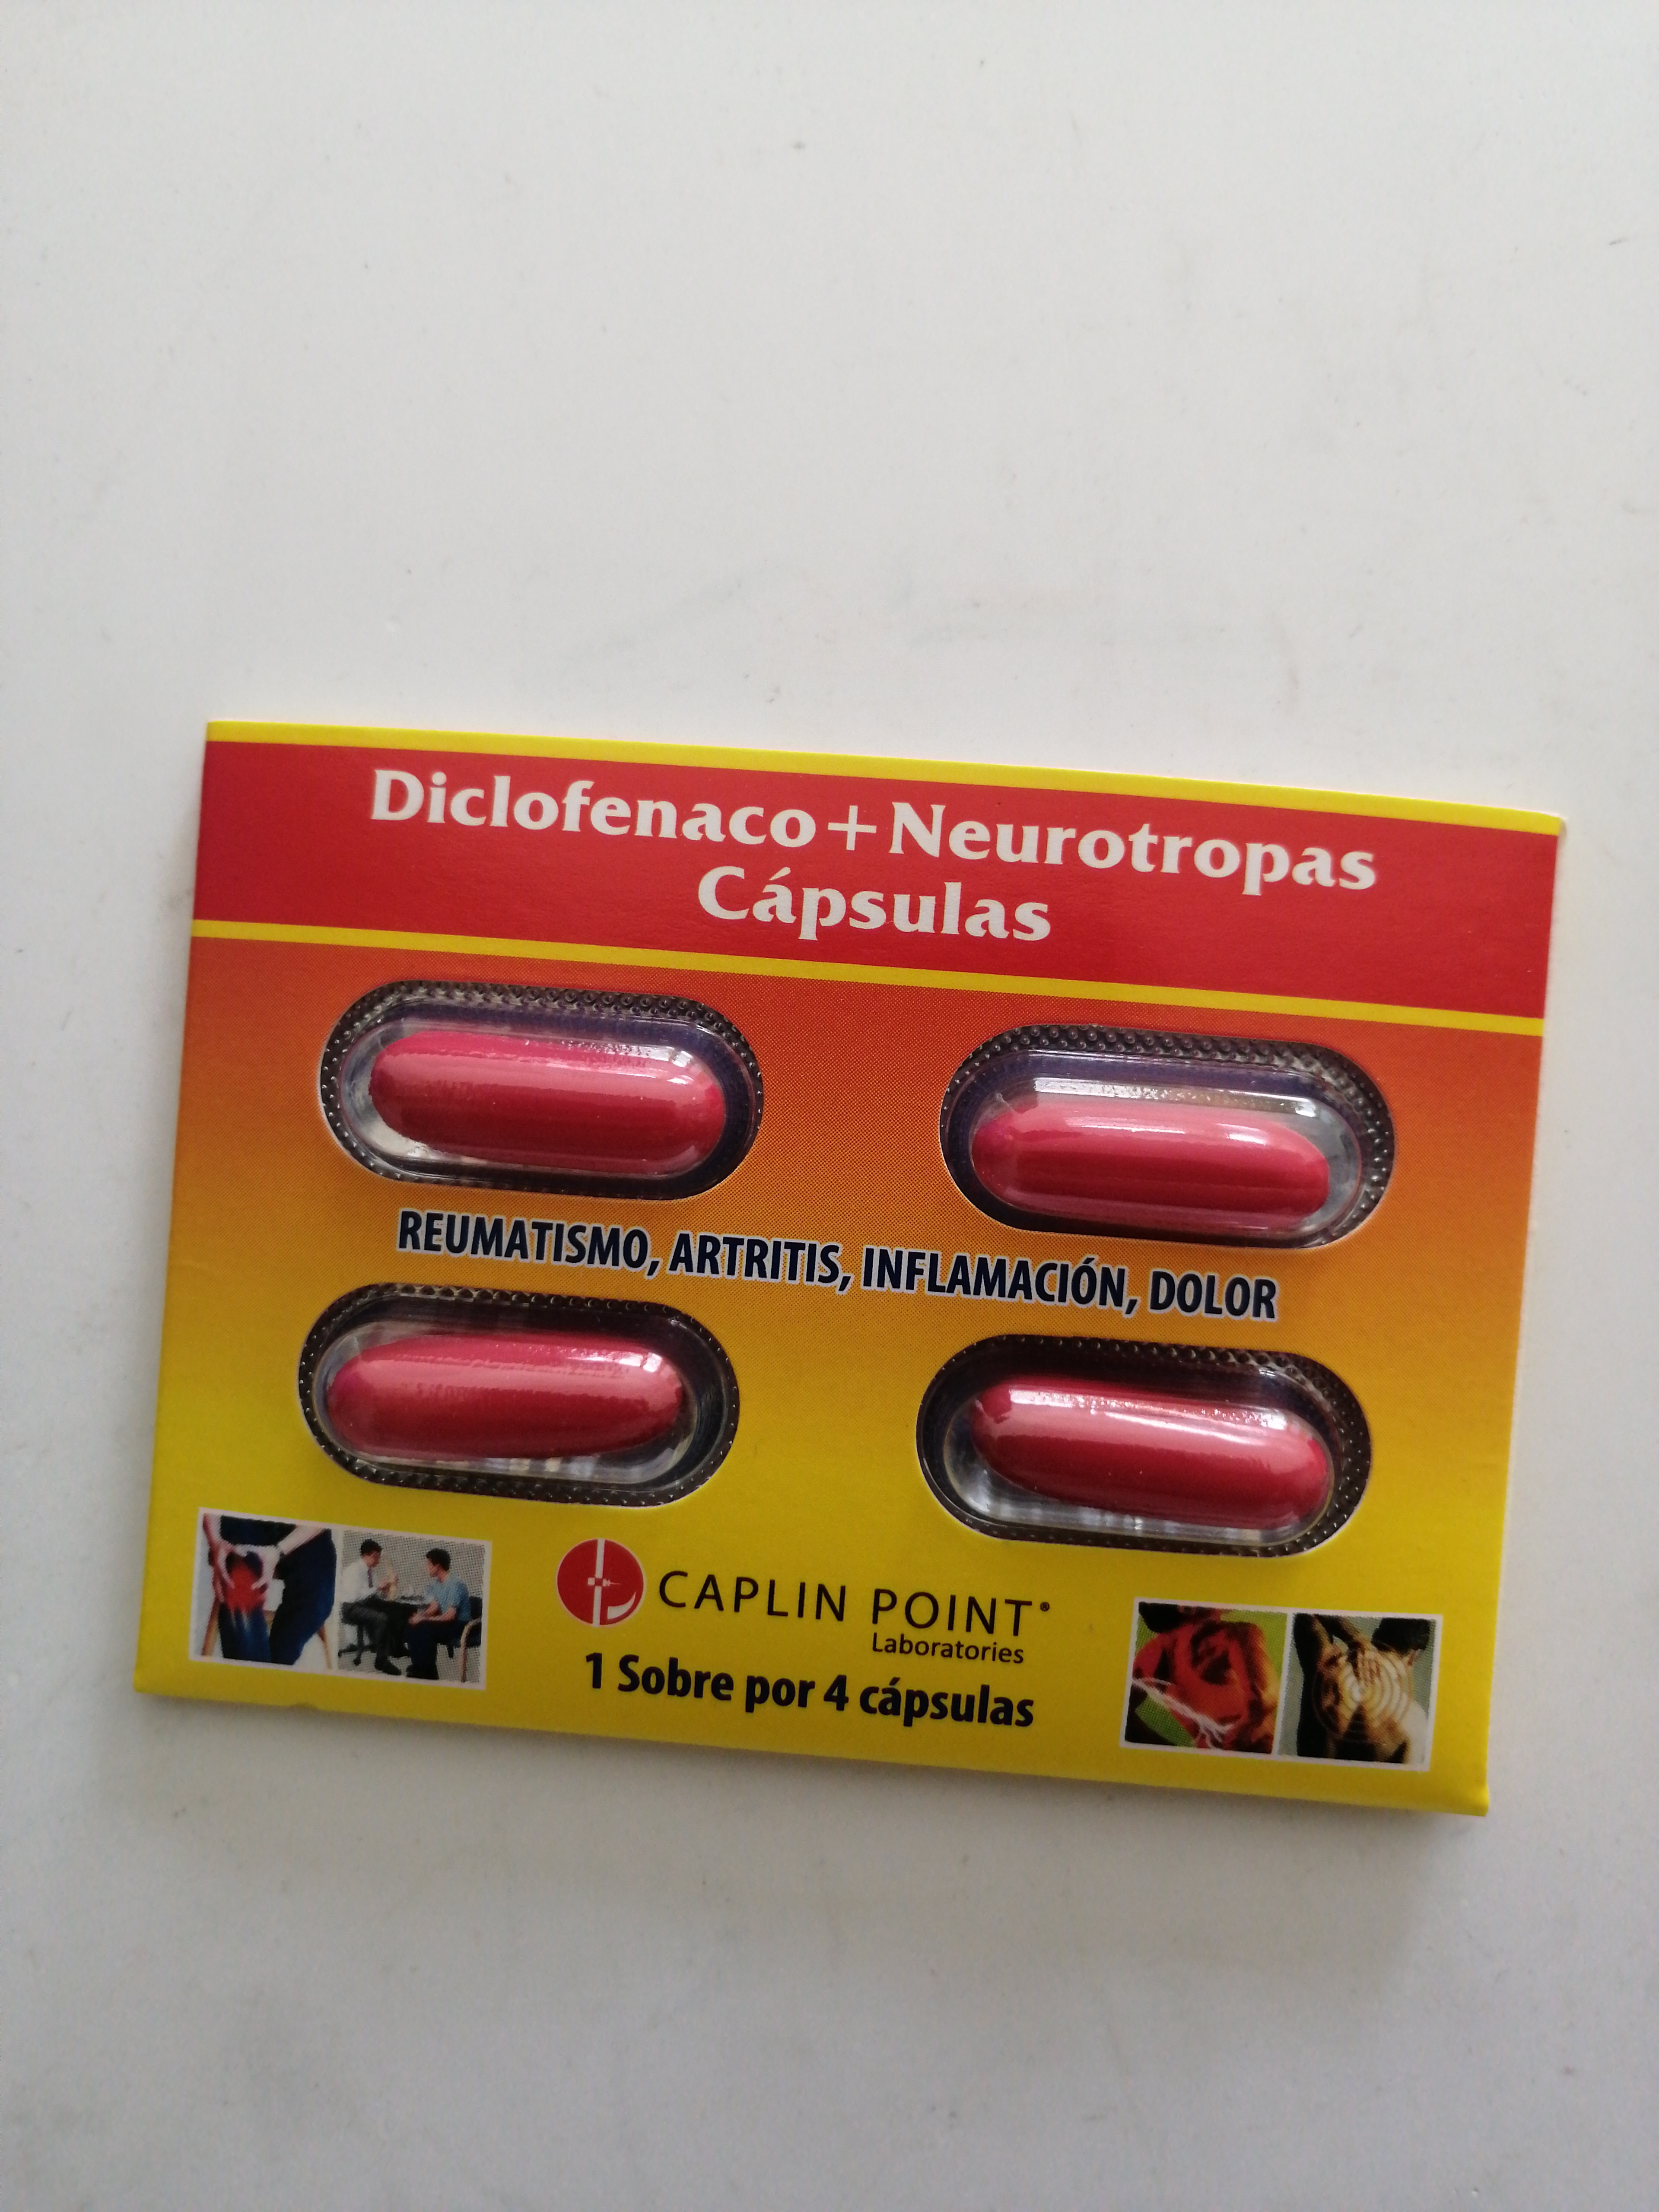 Diclofenaco+Neurotropas
Cápsulas
REUMATISMO, ARTRITIS, INFLAMACIÓN, DOLOR
CAPLIN POINT®
Laboratories
1 Sobre por 4 cápsulas